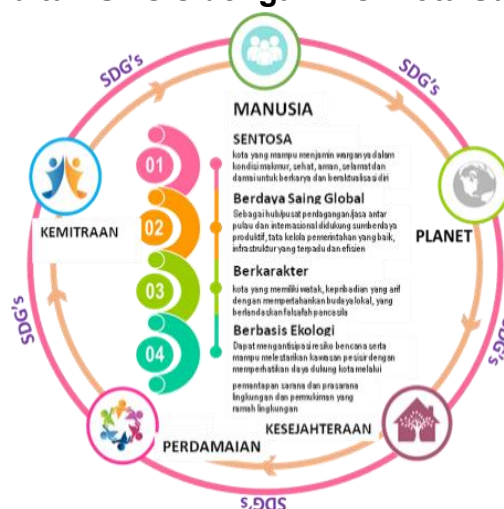 SDG's
SDG's
MANUSIA
SENTOSA
01
kota yang mampu menjamin warganya dalam
kondisi makmur, sehat, aman, selamat dan
damai untuk berkarya dan beraktualisasi diri
KEMITRAAN
Berdaya Saing Global
02
Sebagai hub/pusat perdagangan/jasa antar
pulau dan internasional didukung sumberdaya
produktif, tata kelola pemerintahan yang baik,
infrastruktur yang terpadu dan efisien
PLANET
Berkarakter
03
kota yang memiliki watak, kepribadian yang arif
dengan mempertahankan budaya lokal, yang
berlandaskan falsafah pancasila
SDG's
SDG's
Berbasis Ekologi
04
Dapat mengantisipasi resiko bencana serta
mampu melestarikan kawasan pesisir dengan
memperhatikan daya dukung kota melalui
pemantapan sarana dan prasarana
lingkungan dan permukiman yang
ramah lingkungan
KESEJAHTERAAN
PERDAMAIAN
SDG's